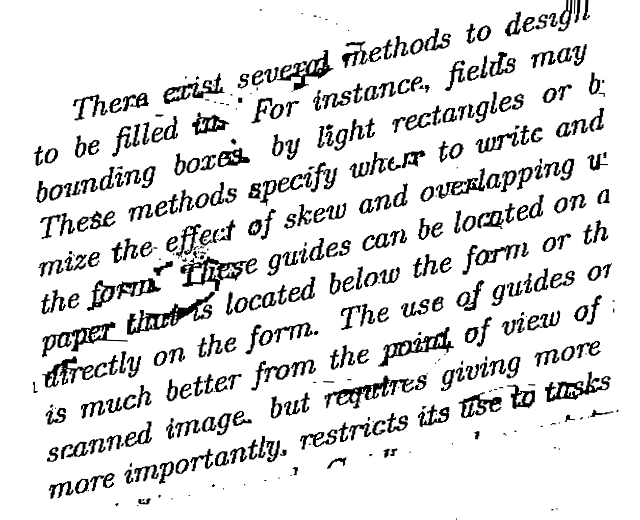 There exist several methods to design
to be filled in. For instance, fields may
bounding boxes, by light rectangles or b
These methods specify where to write and
mize the effect of skew and overlapping w
the form. These guides can be located on a
paper that is located below the form or th
directly on the form. The use of guides on
is much better from the point of view of
scanned image, but requires giving more
more importantly, restricts its use to tasks